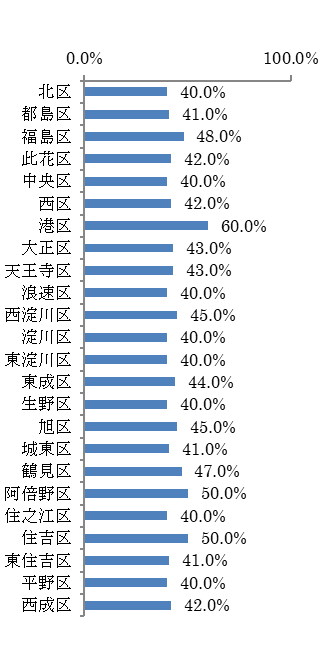 0.0% 100.0%
北区 40.0%
都島区 41.0%
福島区 48.0%
此花区 42.0%
中央区 40.0%
西区 42.0%
港区 60.0%
大正区 43.0%
天王寺区 43.0%
浪速区 40.0%
西淀川区 45.0%
淀川区 40.0%
東淀川区 40.0%
東成区 44.0%
生野区 40.0%
旭区 45.0%
城東区 41.0%
鶴見区 47.0%
阿倍野区 50.0%
住之江区 40.0%
住吉区 50.0%
東住吉区 41.0%
平野区 40.0%
西成区 42.0%